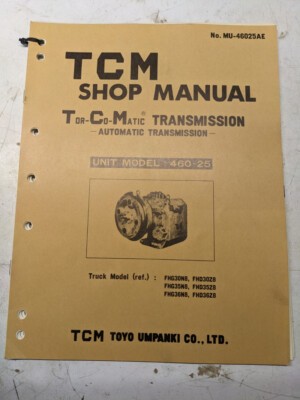 No. MU-46025AE
TCM
SHOP MANUAL
TOR-CO-MATIC® TRANSMISSION
—AUTOMATIC TRANSMISSION—
UNIT MODEL 460-25
Truck Model (ref.) : FHG30N8, FHD30Z8
FHG35N8, FHD35Z8
FHG36N8, FHD36Z8
TCM TOYO UMPANKI CO., LTD.